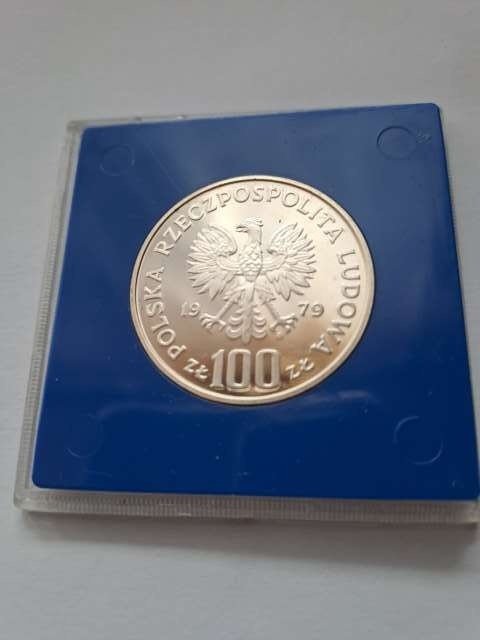 POLSKA RZECZPOSPOLITA LUDOWA
19 79
zł 100 zł